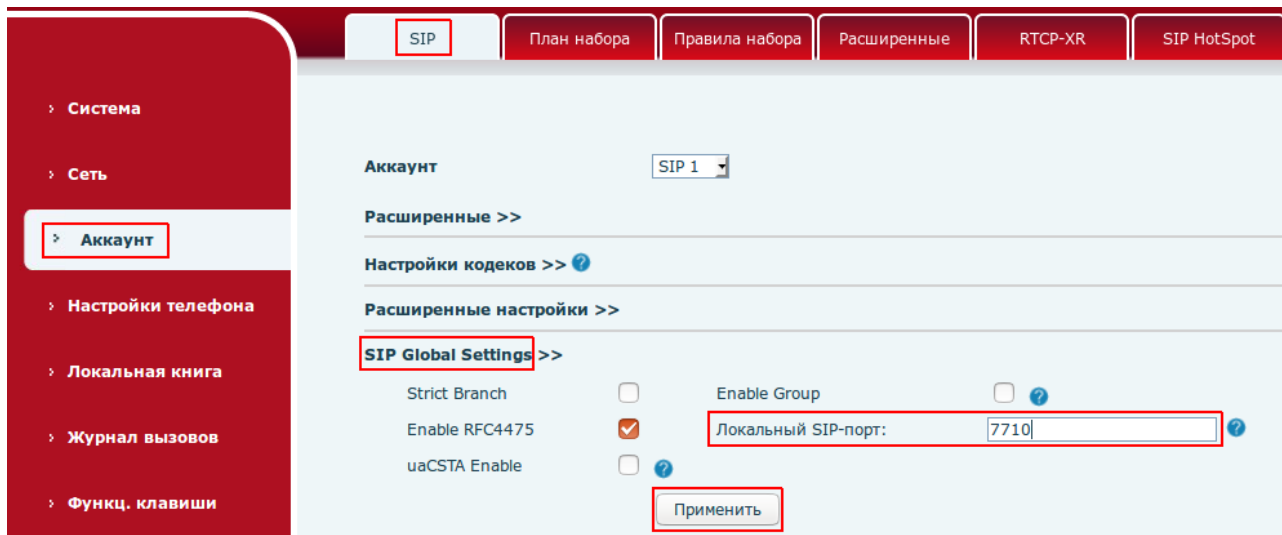 SIP
План набора
Правила набора
Расширенные
RTCP-XR
SIP HotSpot
› Система
› Сеть
› Аккаунт
› Настройки телефона
› Локальная книга
› Журнал вызовов
› Функц. клавиши
Аккаунт SIP 1
Расширенные >>
Настройки кодеков >> ?
Расширенные настройки >>
SIP Global Settings >>
Strict Branch Enable Group ?
Enable RFC4475 Локальный SIP-порт: 7710 ?
uaCSTA Enable ?
Применить